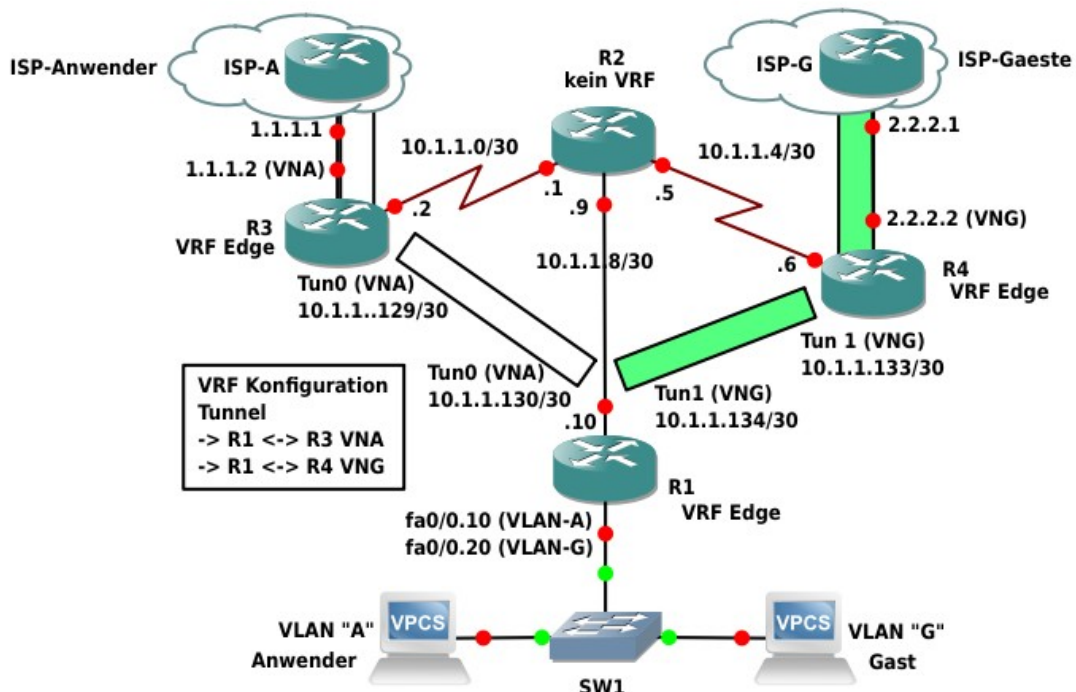 ISP-Anwender
ISP-A
R2
kein VRF
ISP-G
ISP-Gaeste
1.1.1.1
1.1.1.2 (VNA)
10.1.1.0/30
10.1.1.4/30
2.2.2.1
2.2.2.2 (VNG)
.1
.2
.9
.5
.6
R3
VRF Edge
R4
VRF Edge
10.1.1.8/30
Tun0 (VNA)
10.1.1..129/30
Tun0 (VNA)
10.1.1.130/30
Tun 1 (VNG)
10.1.1.133/30
Tun1 (VNG)
10.1.1.134/30
VRF Konfiguration
Tunnel
-> R1 <-> R3 VNA
-> R1 <-> R4 VNG
.10
R1
VRF Edge
fa0/0.10 (VLAN-A)
fa0/0.20 (VLAN-G)
VLAN "A"
Anwender
VPCS
VPCS
VLAN "G"
Gast
SW1